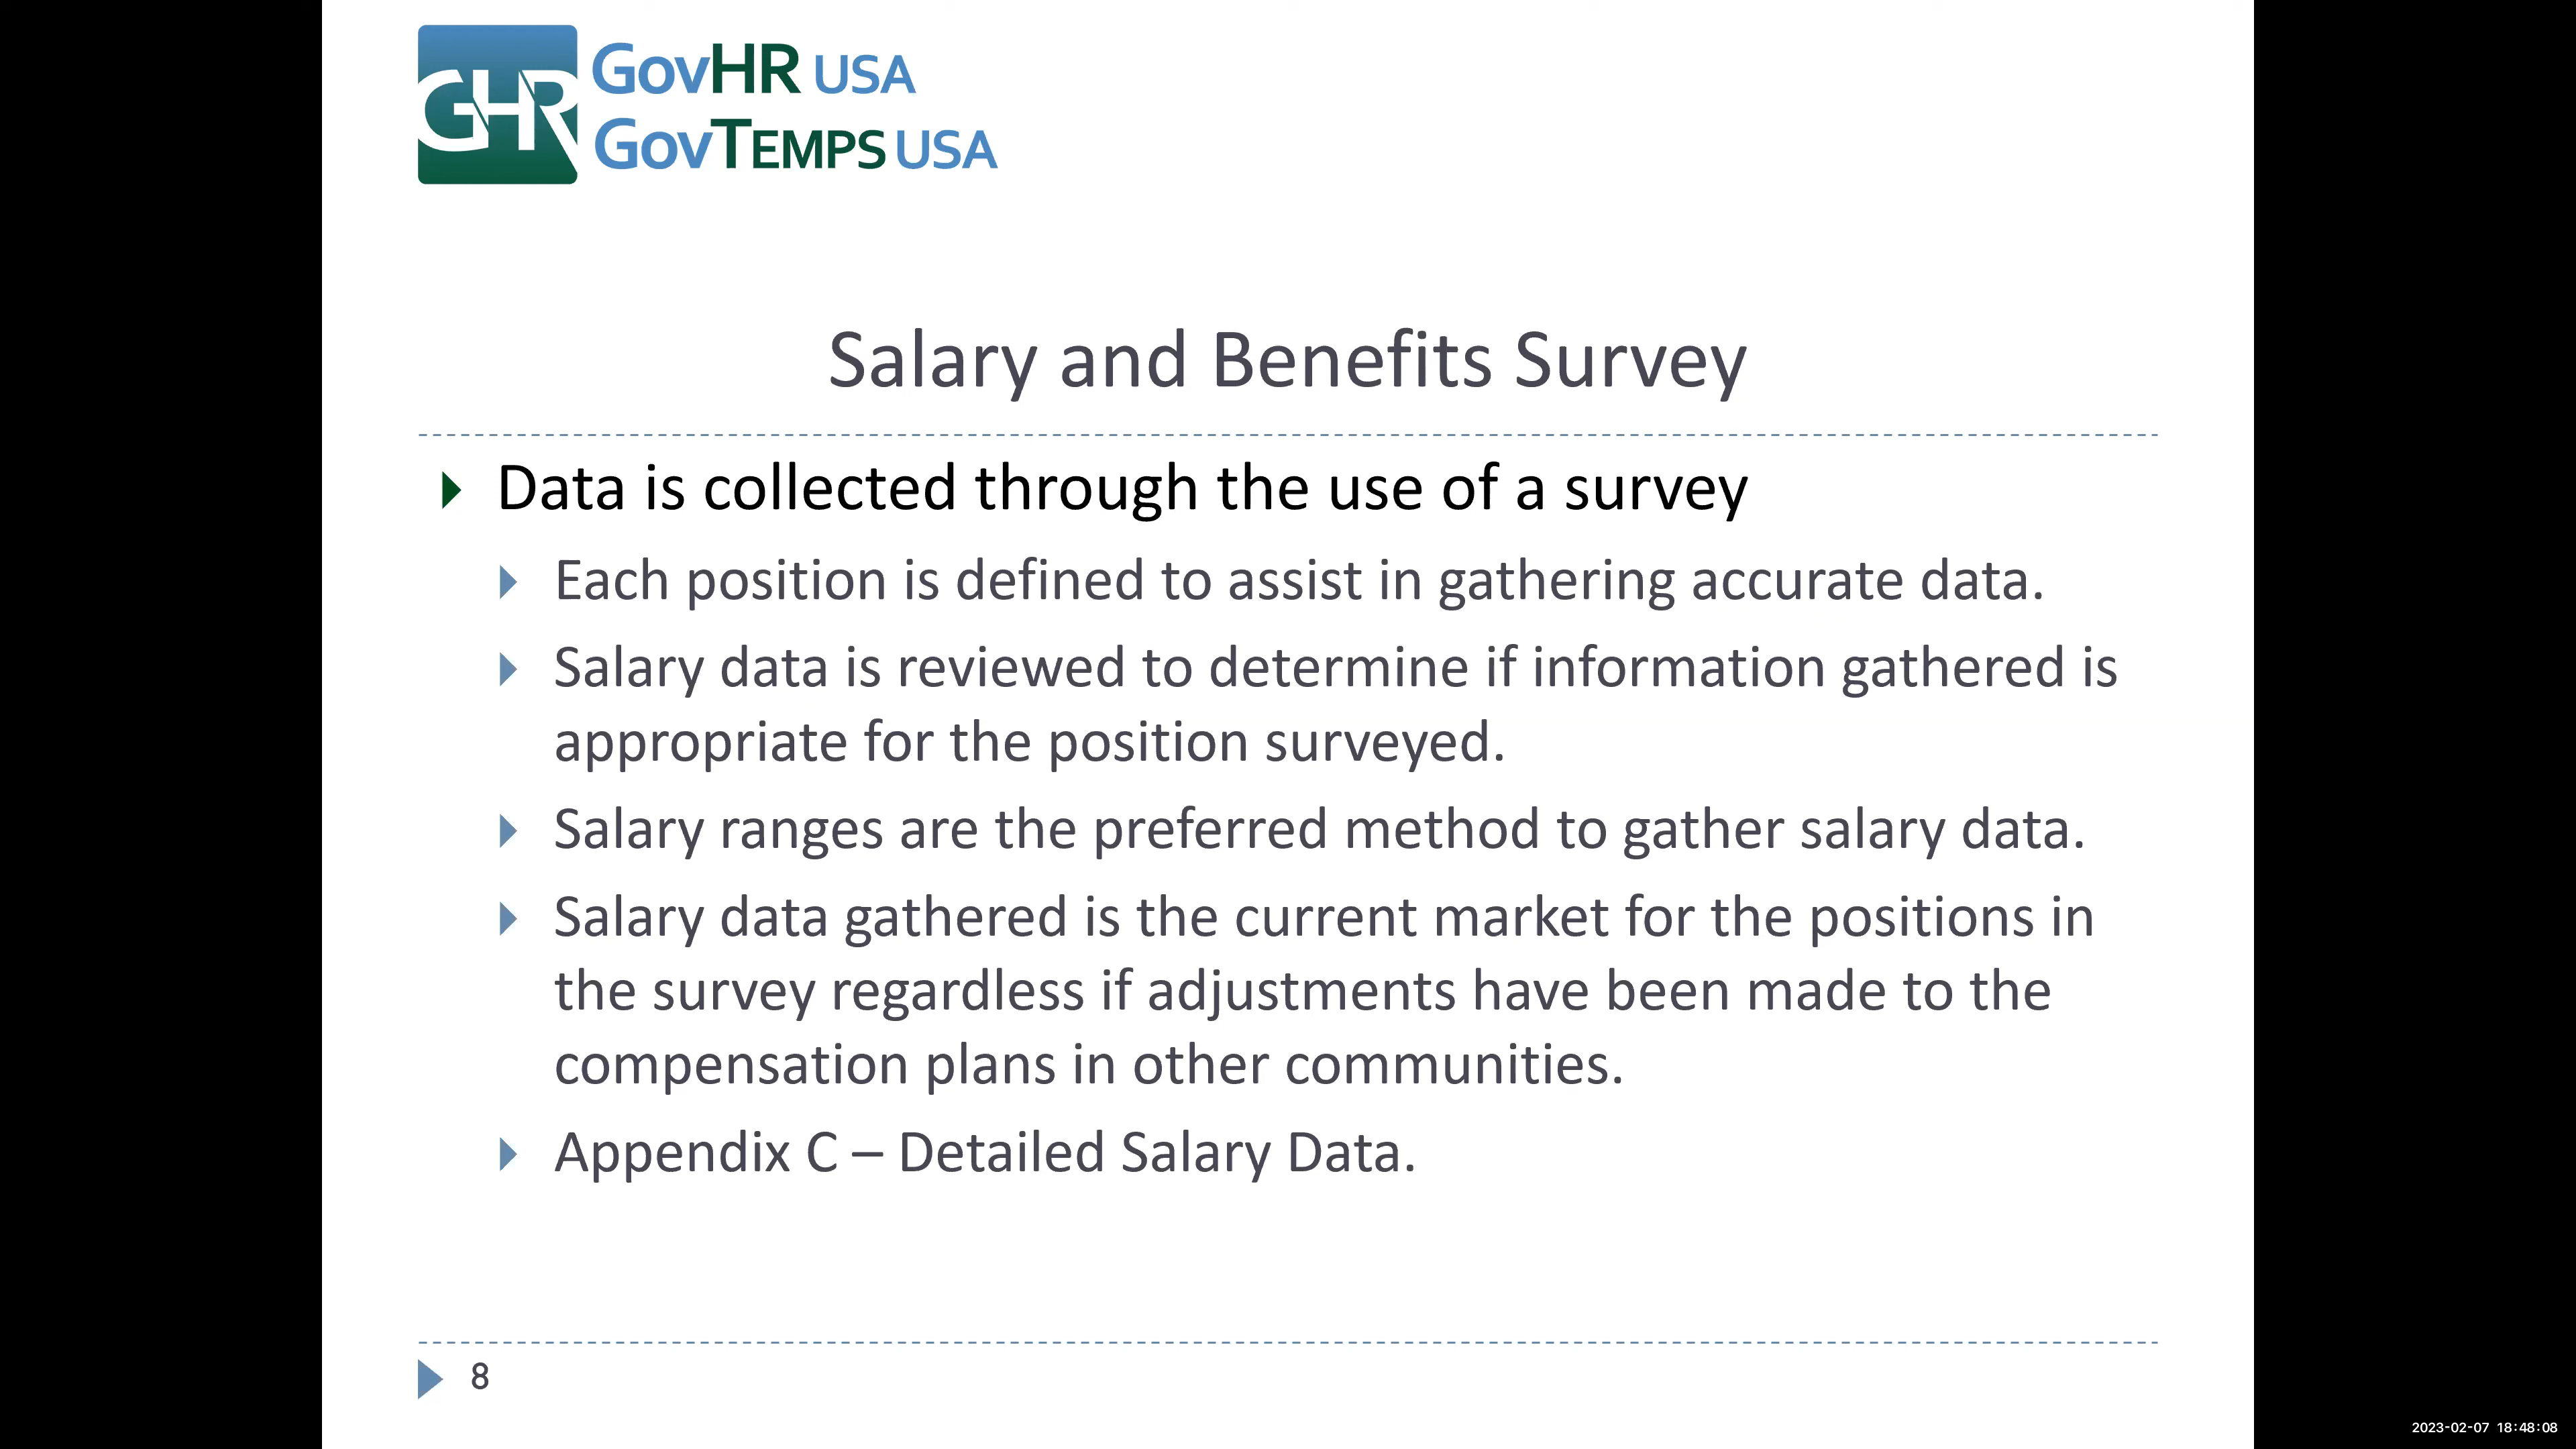 GHR
GovHR USA
GovTEMPS USA
Salary and Benefits Survey
Data is collected through the use of a survey
Each position is defined to assist in gathering accurate data.
Salary data is reviewed to determine if information gathered is
appropriate for the position surveyed.
Salary ranges are the preferred method to gather salary data.
Salary data gathered is the current market for the positions in
the survey regardless if adjustments have been made to the
compensation plans in other communities.
Appendix C – Detailed Salary Data.
8
2023-02-07 18:48:08